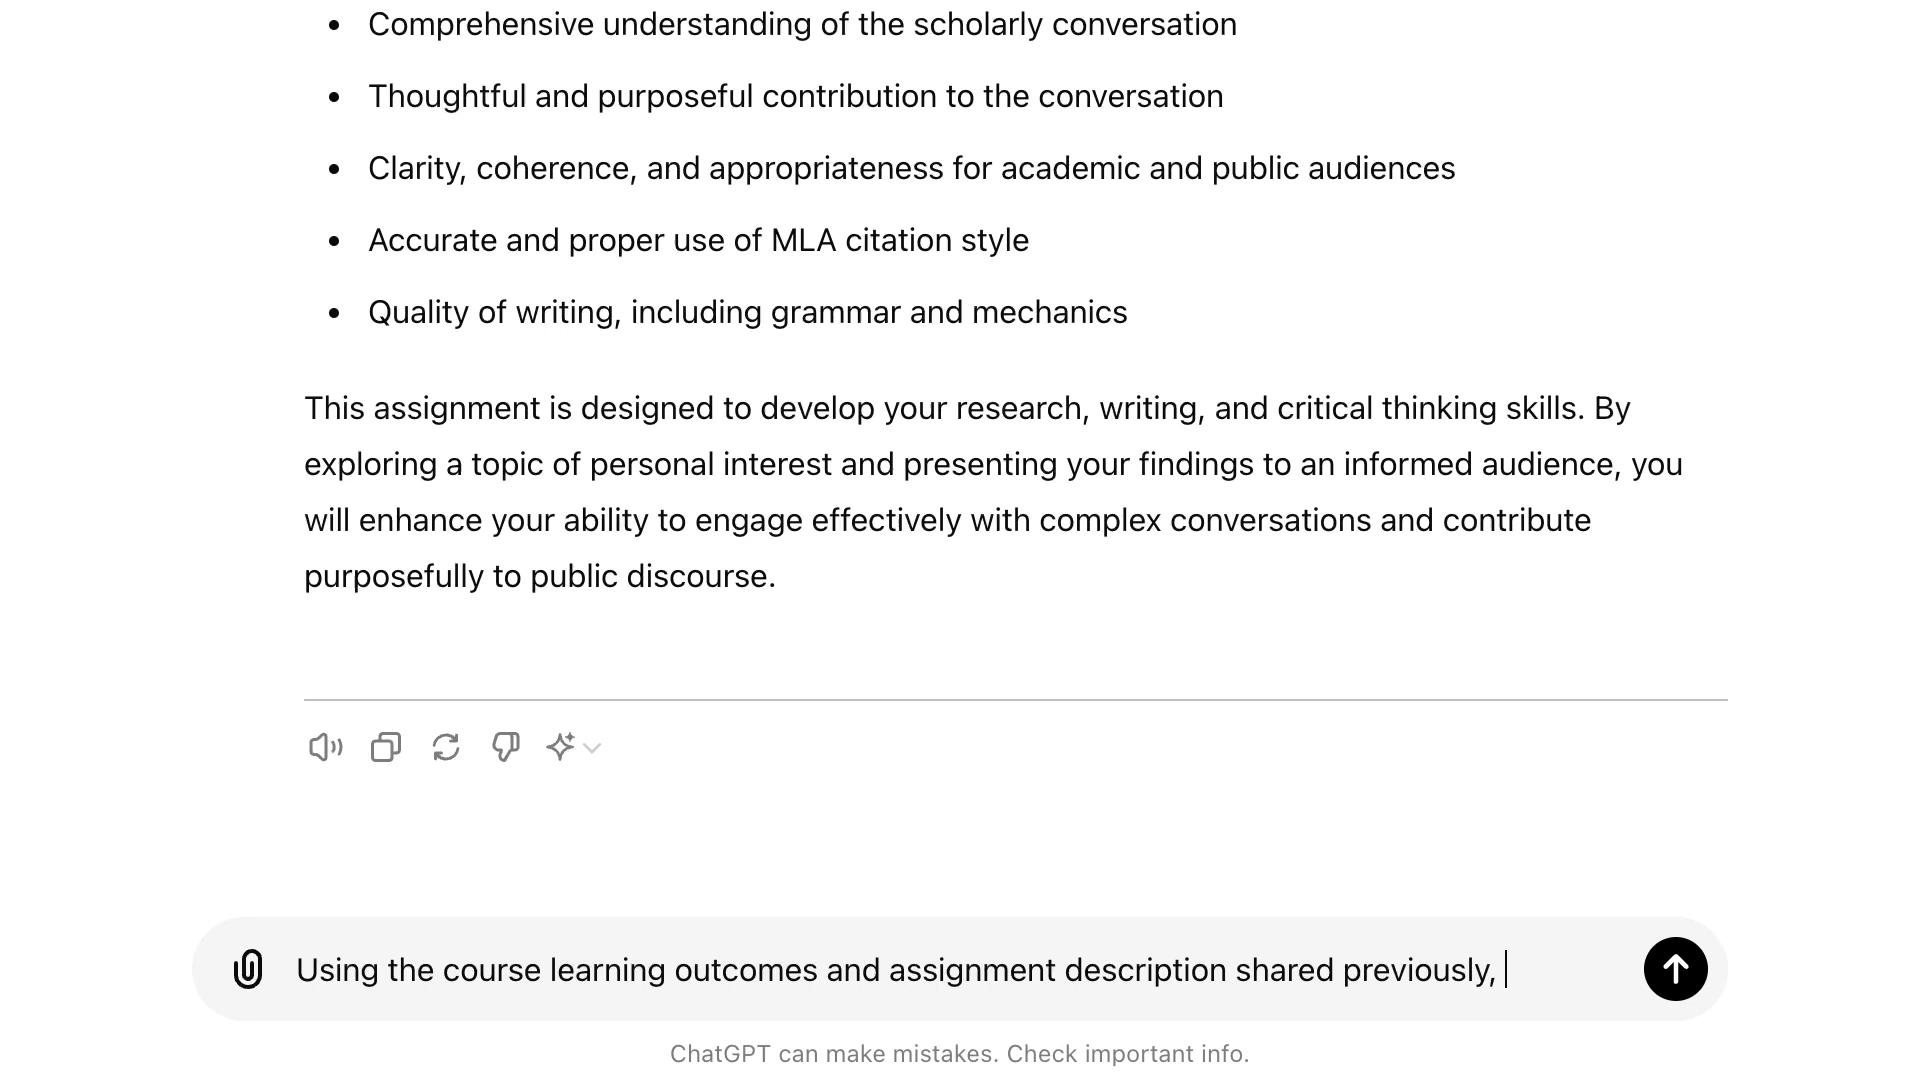 • Comprehensive understanding of the scholarly conversation
• Thoughtful and purposeful contribution to the conversation
• Clarity, coherence, and appropriateness for academic and public audiences
• Accurate and proper use of MLA citation style
• Quality of writing, including grammar and mechanics
This assignment is designed to develop your research, writing, and critical thinking skills. By
exploring a topic of personal interest and presenting your findings to an informed audience, you
will enhance your ability to engage effectively with complex conversations and contribute
purposefully to public discourse.
Using the course learning outcomes and assignment description shared previously,
ChatGPT can make mistakes. Check important info.